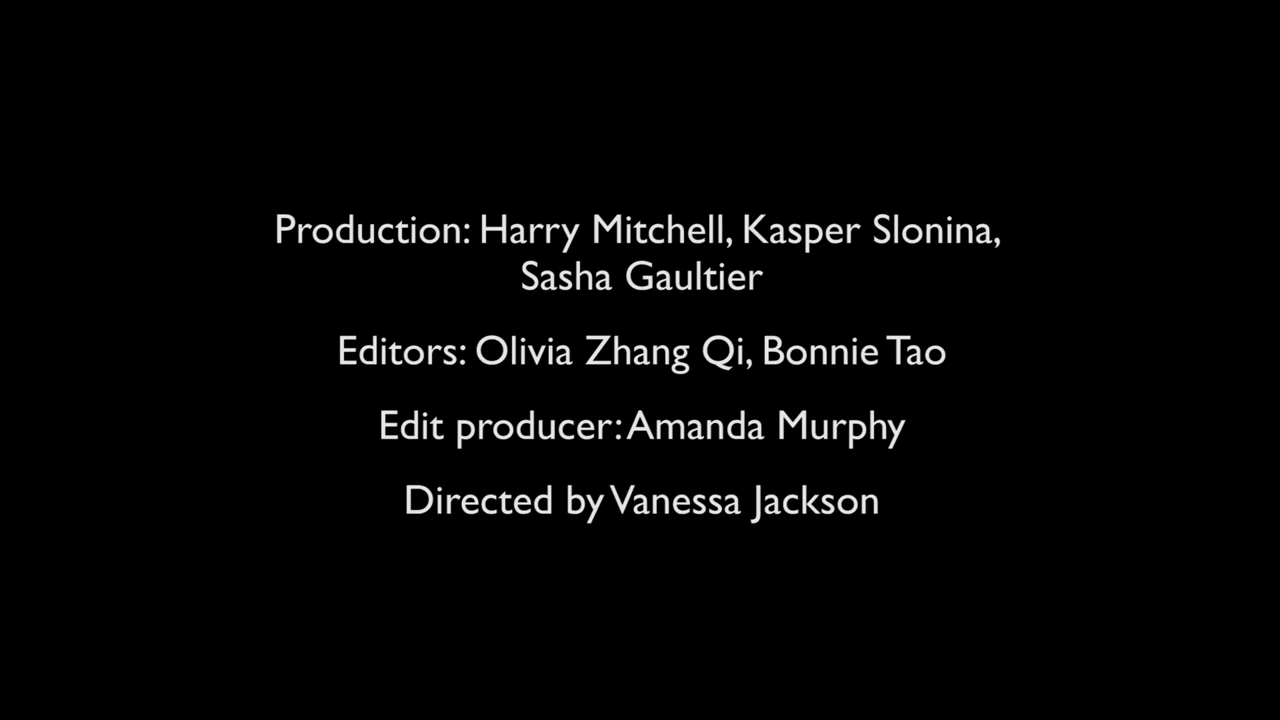 Production: Harry Mitchell, Kasper Slonina,
Sasha Gaultier
Editors: Olivia Zhang Qi, Bonnie Tao
Edit producer: Amanda Murphy
Directed by Vanessa Jackson